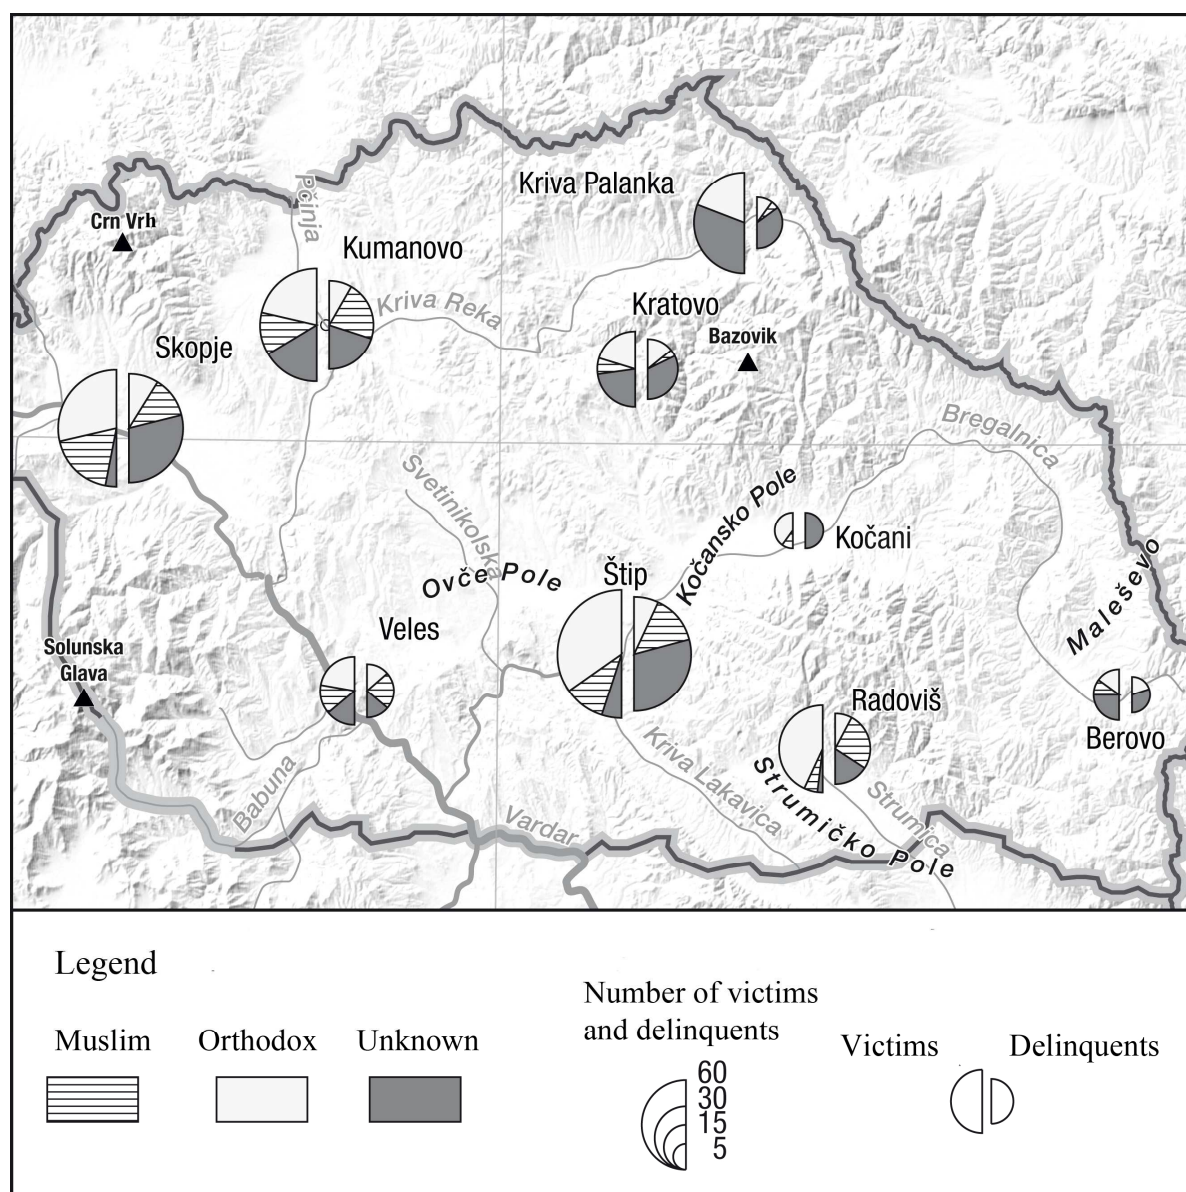 Kriva Palanka
Pčinja
Crn Vrh
Kumanovo
Kriva Reka
Kratovo
Bazovik
Skopje
Bregalnica
Svetinikolska
Kočansko Pole
Kočani
Ovče Pole
Štip
Maleševo
Veles
Solunska
Glava
Radoviš
Berovo
Kriva Lakavica
Strumica
Strumičko Pole
Babuna
Vardar
Legend
Number of victims
and delinquents
Muslim Orthodox Unknown
Victims Delinquents
60
30
15
5